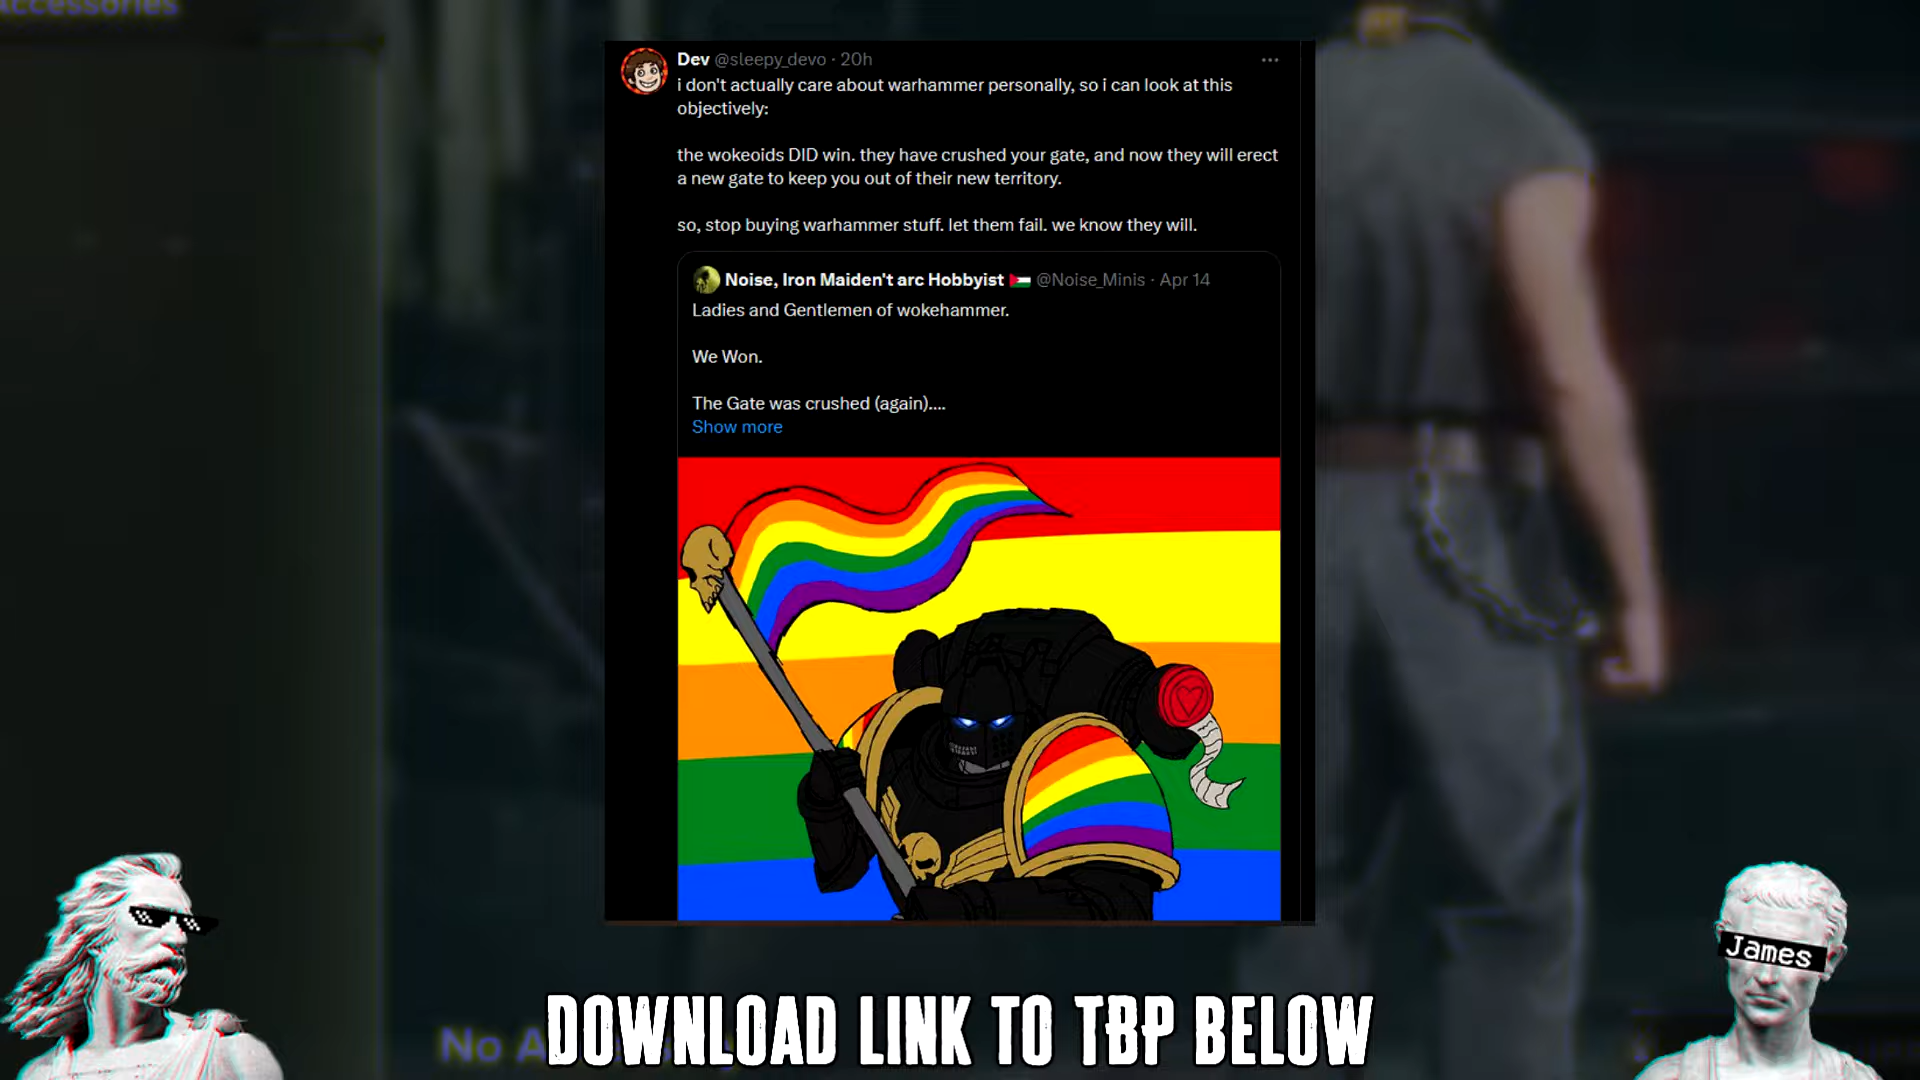 Accessories
Dev @sleepy_devo · 20h
i don't actually care about warhammer personally, so i can look at this
objectively:
the wokeoids DID win. they have crushed your gate, and now they will erect
a new gate to keep you out of their new territory.
so, stop buying warhammer stuff. let them fail. we know they will.
Noise, Iron Maiden't arc Hobbyist 🇵🇸 @Noise_Minis · Apr 14
Ladies and Gentlemen of wokehammer.
We Won.
The Gate was crushed (again)....
Show more
James
No
DOWNLOAD LINK TO TBP BELOW